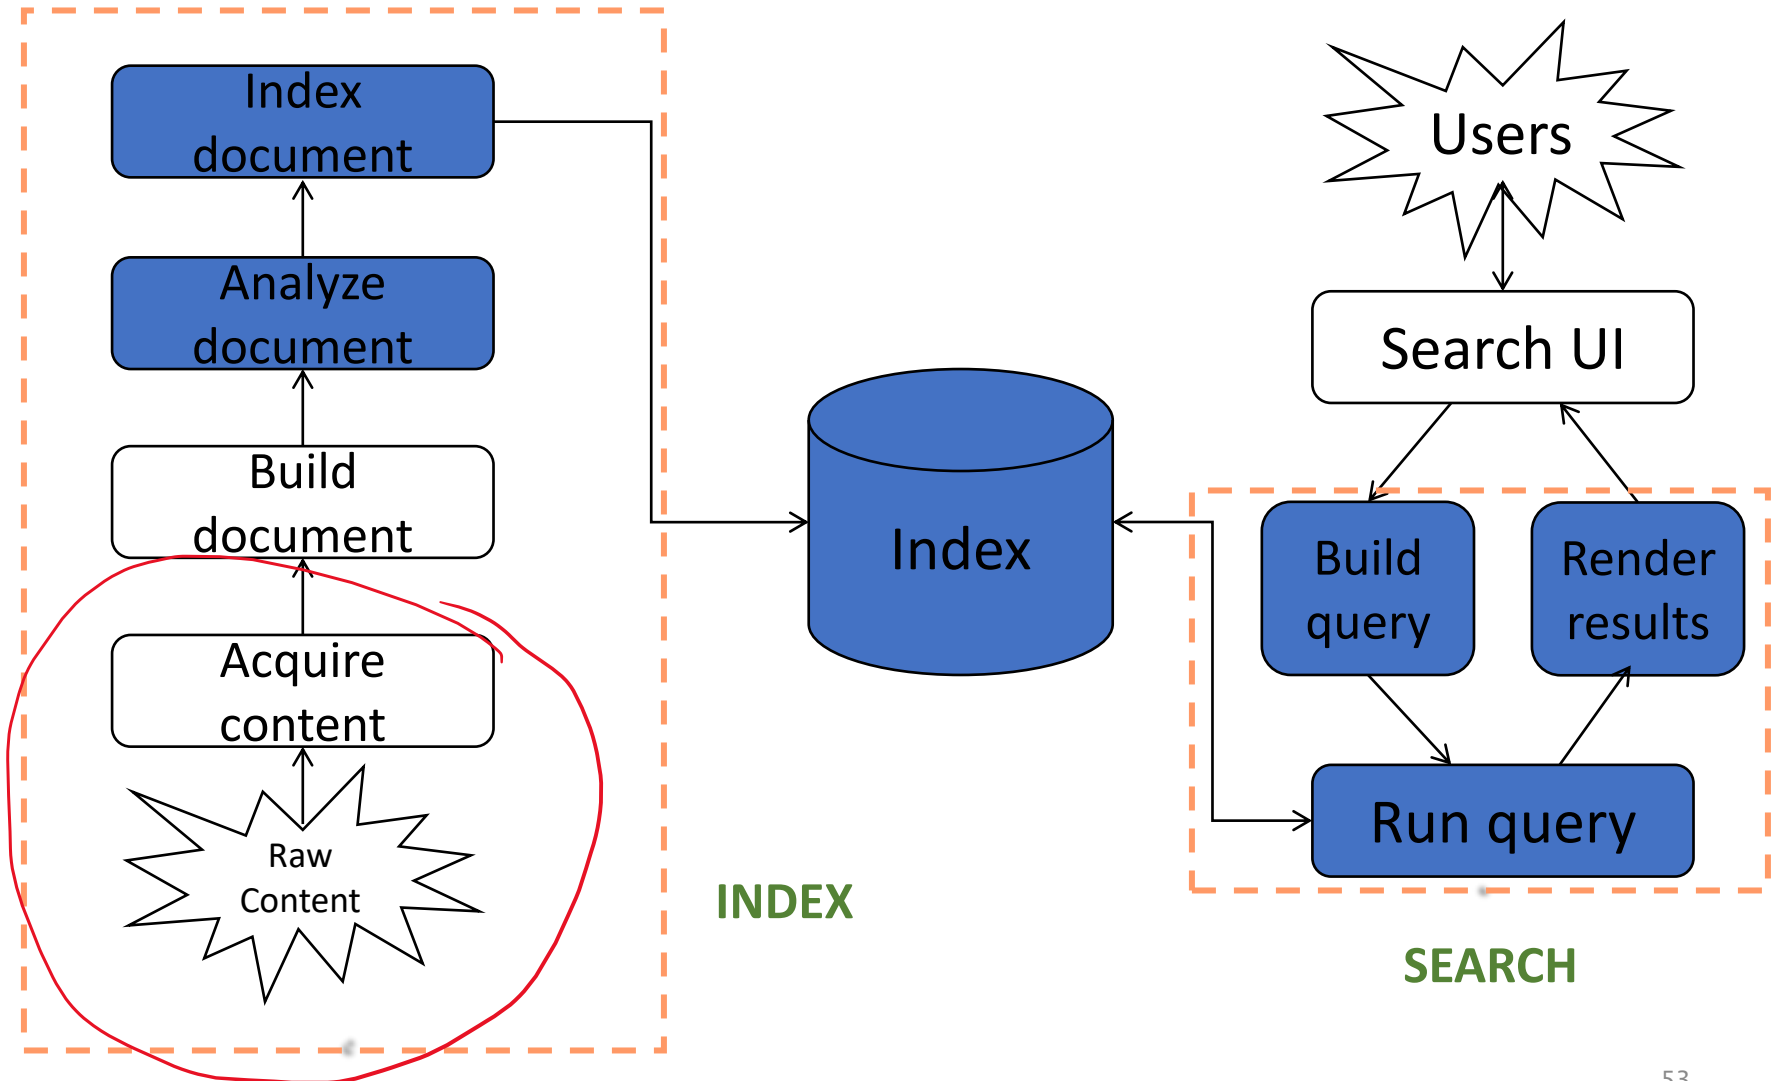 Index
document
Analyze
document
Build
document
Acquire
content
Raw
Content
INDEX
Index
Users
Search UI
Build
query
Render
results
Run query
SEARCH
53